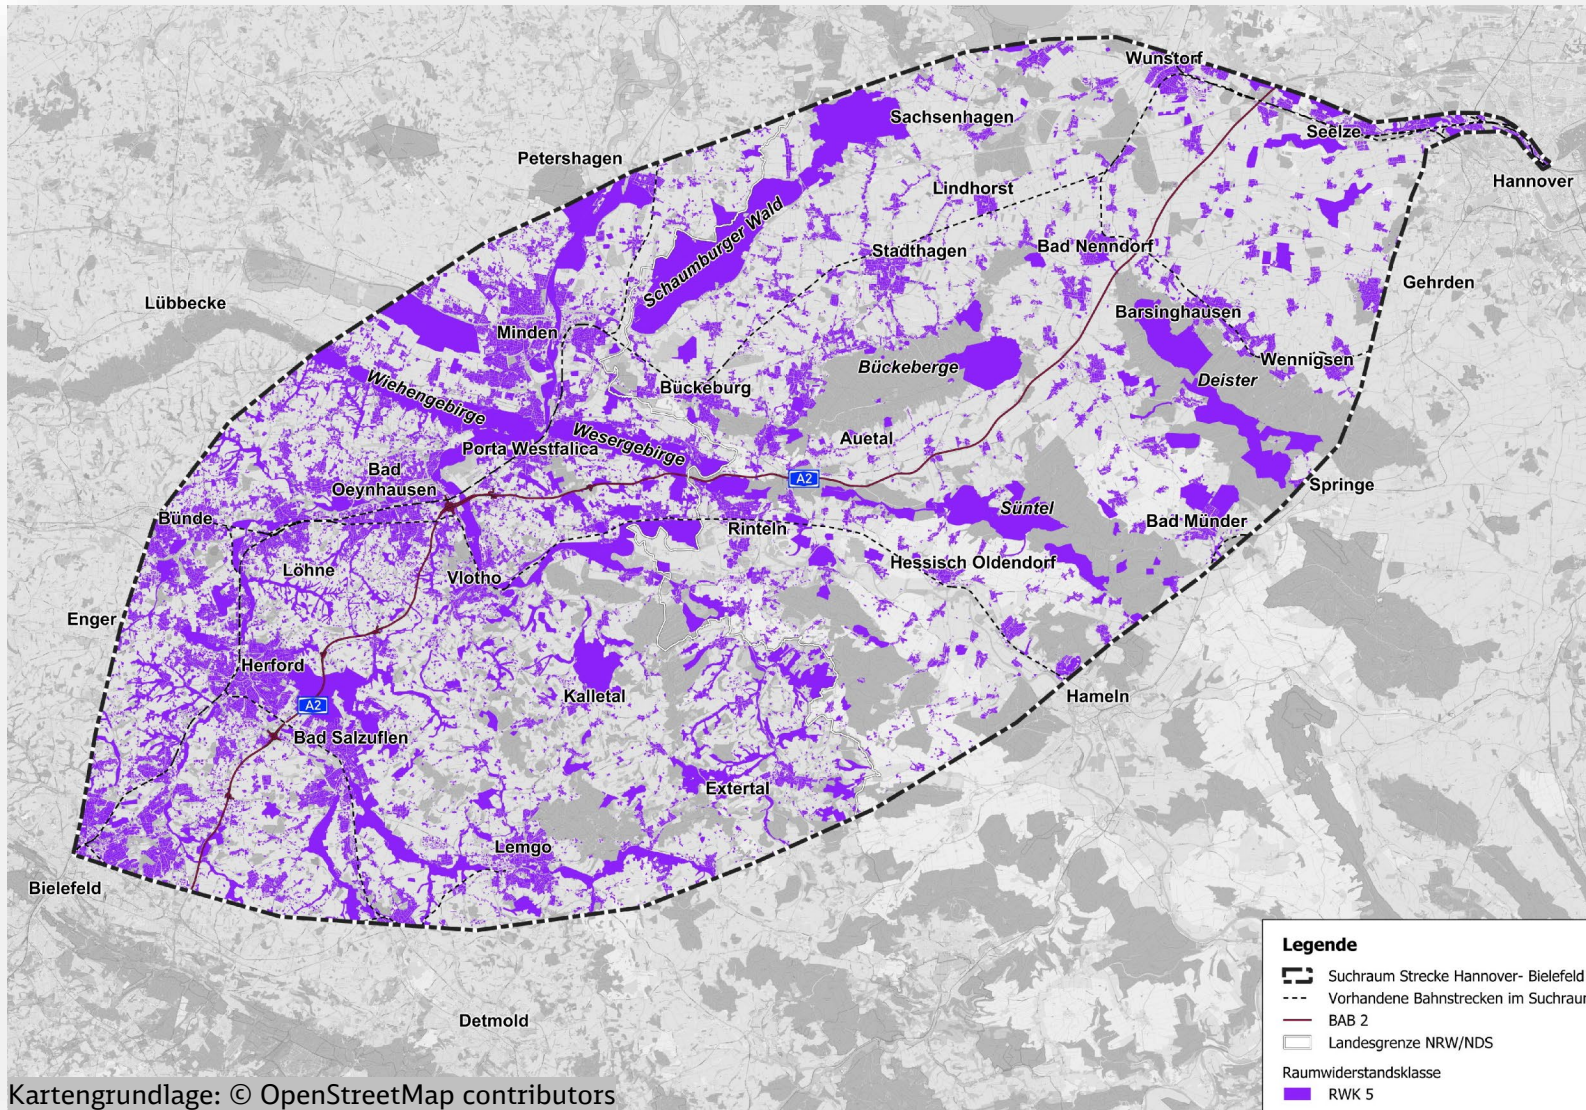 Wunstorf
Sachsenhagen
Seelze
Petershagen
Hannover
Lindhorst
Schaumburger Wald
Stadthagen
Bad Nenndorf
Gehrden
Lübbecke
Barsinghausen
Minden
Wennigsen
Bückeberge
Deister
Wiehengebirge
Bückeburg
Auetal
Wesergebirge
Porta Westfalica
Bad
Oeynhausen
A2
Springe
Süntel
Bünde
Bad Münder
Rinteln
Hessisch Oldendorf
Löhne
Vlotho
Enger
Herford
Kalletal
Hameln
A2
Bad Salzuflen
Extertal
Lemgo
Bielefeld
Detmold
Legende
Suchraum Strecke Hannover- Bielefeld
Vorhandene Bahnstrecken im Suchraum
BAB 2
Landesgrenze NRW/NDS
Raumwiderstandsklasse
RWK 5
Kartengrundlage: © OpenStreetMap contributors